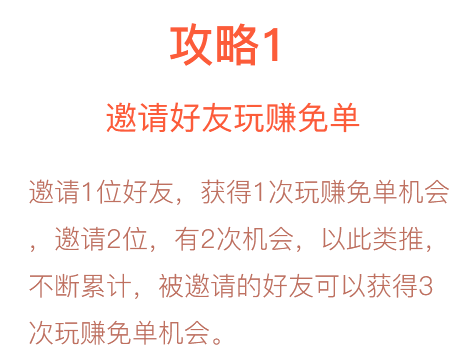 攻略1
邀请好友玩赚免单
邀请1位好友，获得1次玩赚免单机会
，邀请2位，有2次机会，以此类推，
不断累计，被邀请的好友可以获得3
次玩赚免单机会。